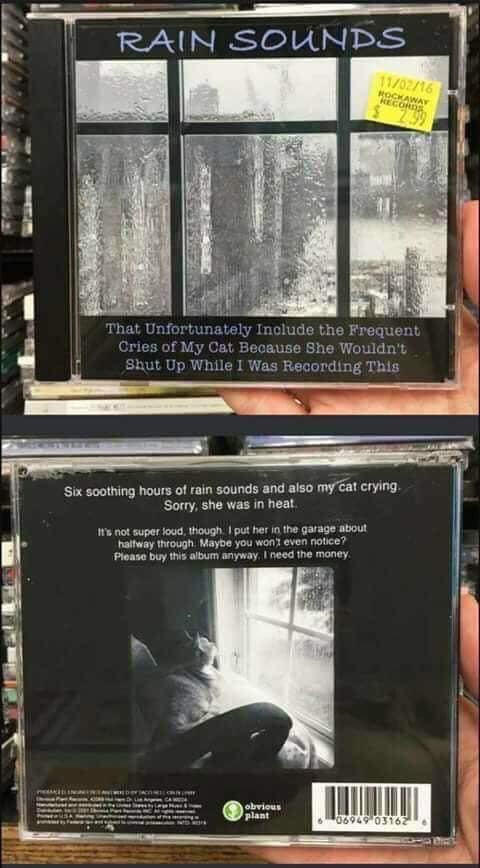 RAIN SOUNDS
11/02/16
ROCKAWAY
RECORDS
$ 2.99
That Unfortunately Include the Frequent
Cries of My Cat Because She Wouldn't
Shut Up While I Was Recording This
Six soothing hours of rain sounds and also my cat crying.
Sorry, she was in heat.
It's not super loud, though. I put her in the garage about
halfway through. Maybe you won't even notice?
Please buy this album anyway. I need the money.
obvious
plant
6 06949 03162 6